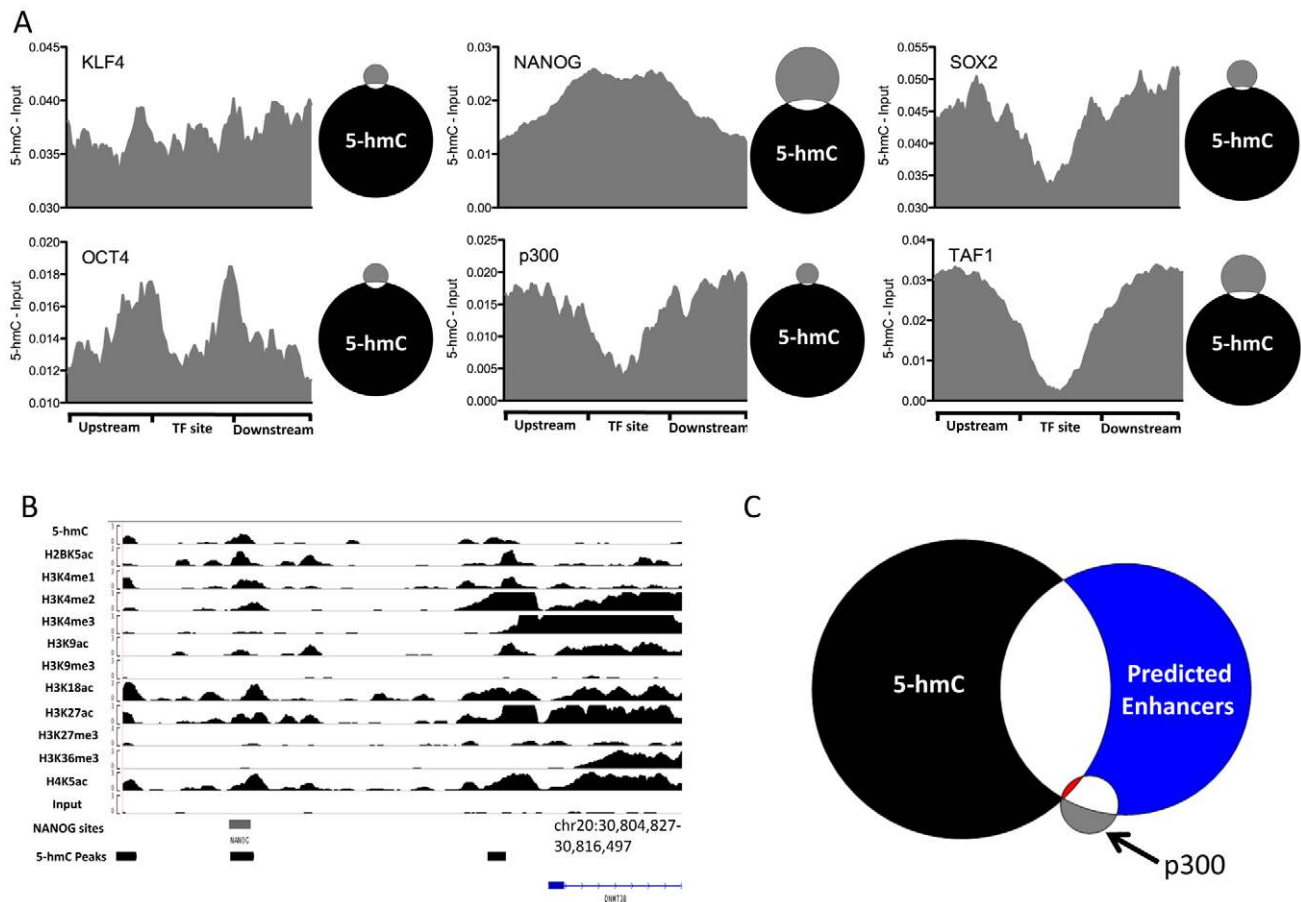 A
KLF4
5-hmC - Input
0.045
0.040
0.035
0.030
5-hmC
NANOG
5-hmC - Input
0.03
0.02
0.01
0.00
5-hmC
SOX2
5-hmC - Input
0.055
0.050
0.045
0.040
0.035
0.030
5-hmC
OCT4
5-hmC - Input
0.020
0.018
0.016
0.014
0.012
0.010
5-hmC
Upstream TF site Downstream
p300
5-hmC - Input
0.025
0.020
0.015
0.010
0.005
0.000
5-hmC
Upstream TF site Downstream
TAF1
5-hmC - Input
0.04
0.03
0.02
0.01
0.00
5-hmC
Upstream TF site Downstream
B
5-hmC
H2BK5ac
H3K4me1
H3K4me2
H3K4me3
H3K9ac
H3K9me3
H3K18ac
H3K27ac
H3K27me3
H3K36me3
H4K5ac
Input
NANOG sites
NANOG
5-hmC Peaks
chr20:30,804,827-
30,816,497
DNMT3B
C
5-hmC
Predicted
Enhancers
p300